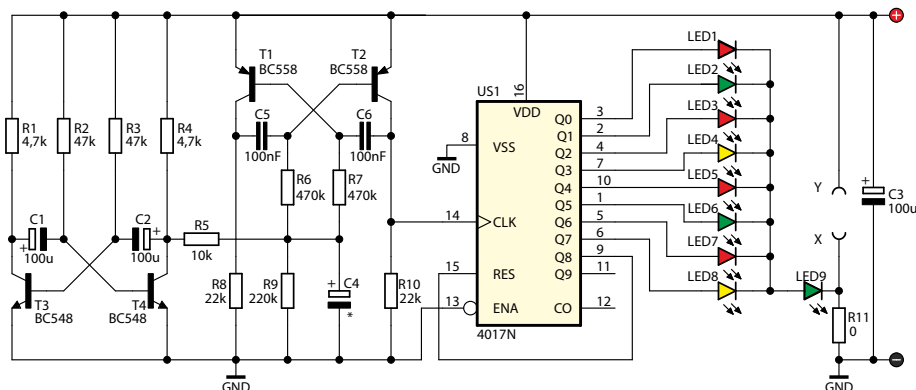 T1
BC558
T2
BC558
C5
100nF
C6
100nF
R1
4,7k
R2
47k
R3
47k
R4
4,7k
R6
470k
R7
470k
C1
+
100u
C2
+
100u
R5
10k
T3
BC548
T4
BC548
R8
22k
R9
220k
C4
+
*
R10
22k
GND
US1
16
VDD
8
VSS
GND
14
CLK
15
RES
13
ENA
4017N
Q0
3
Q1
2
Q2
4
Q3
7
Q4
10
Q5
1
Q6
5
Q7
6
Q8
9
Q9
11
CO
12
LED1
LED2
LED3
LED4
LED5
LED6
LED7
LED8
LED9
Y
X
R11
0
C3
+
100u
+
−
GND